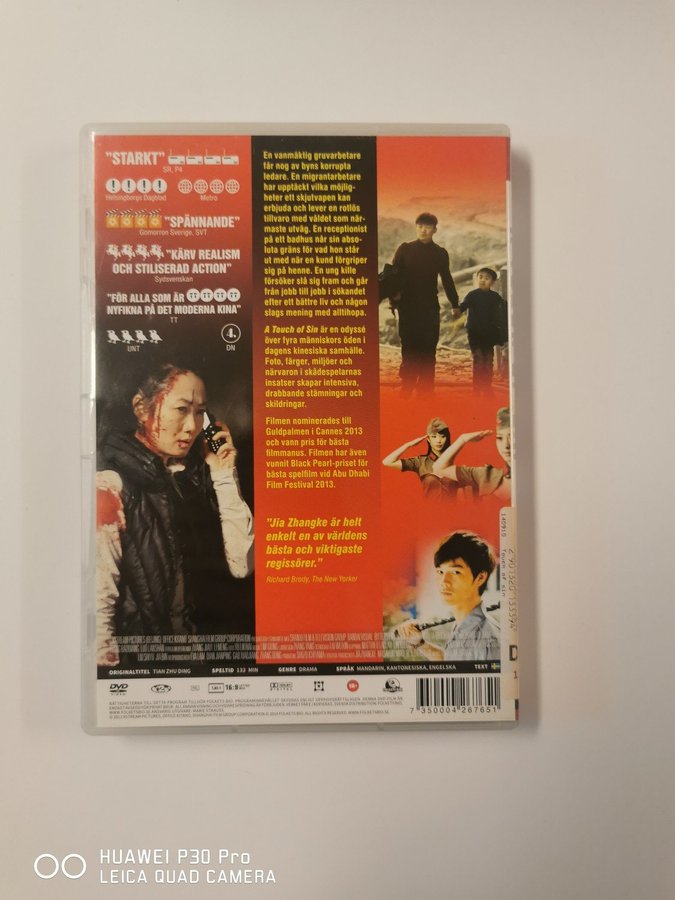 "STARKT"
SR, P4
Helsingborgs Dagblad
Metro
"SPÄNNANDE"
Gomorron Sverige, SVT
"KÄRV REALISM
OCH STILISERAD ACTION"
Sydsvenskan
"FÖR ALLA SOM ÄR TT TT TT TT
NYFIKNA PÅ DET MODERNA KINA"
TT
UNT
4.
DN
En vanmäktig gruvarbetare
får nog av byns korrupta
ledare. En migrantarbetare
har upptäckt vilka möjlig-
heter ett skjutvapen kan
erbjuda och lever en rotlös
tillvaro med våldet som när-
maste utväg. En receptionist
på ett badhus når sin abso-
luta gräns för vad hon står
ut med när en kund förgriper
sig på henne. En ung kille
försöker slå sig fram och går
från jobb till jobb i sökandet
efter ett bättre liv och någon
slags mening med alltihopa.
A Touch of Sin är en odyssé
över fyra människors öden i
dagens kinesiska samhälle.
Foto, färger, miljöer och
närvaron i skådespelarnas
insatser skapar intensiva,
drabbande stämningar och
skildringar.
Filmen nominerades till
Guldpalmen i Cannes 2013
och vann pris för bästa
filmmanus. Filmen har även
vunnit Black Pearl-priset för
bästa spelfilm vid Abu Dhabi
Film Festival 2013.
"Jia Zhangke är helt
enkelt en av världens
bästa och viktigaste
regissörer."
Richard Brody, The New Yorker
140919
Touch of sin
ORIGINALTITEL TIAN ZHU DING SPELTID 133 MIN GENRE DRAMA SPRÅK MANDARIN, KANTONESISKA, ENGELSKA TEXT
DVD
16:9
DOLBY
DIGITAL
7 350004 267651
HUAWEI P30 Pro
LEICA QUAD CAMERA